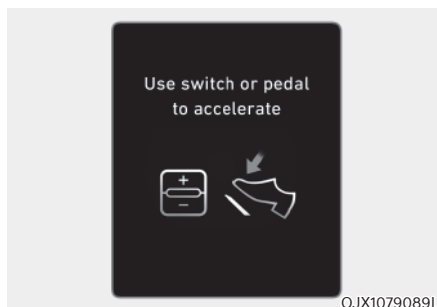 Use switch or pedal
to accelerate
+
−
OJX1079089L